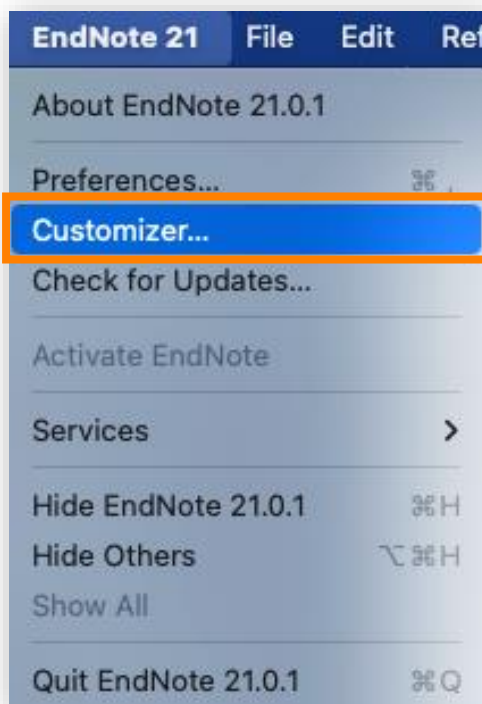 EndNote 21 File Edit
About EndNote 21.0.1
Preferences... ⌘ ,
Customizer...
Check for Updates...
Activate EndNote
Services >
Hide EndNote 21.0.1 ⌘H
Hide Others ⌥⌘H
Show All
Quit EndNote 21.0.1 ⌘Q